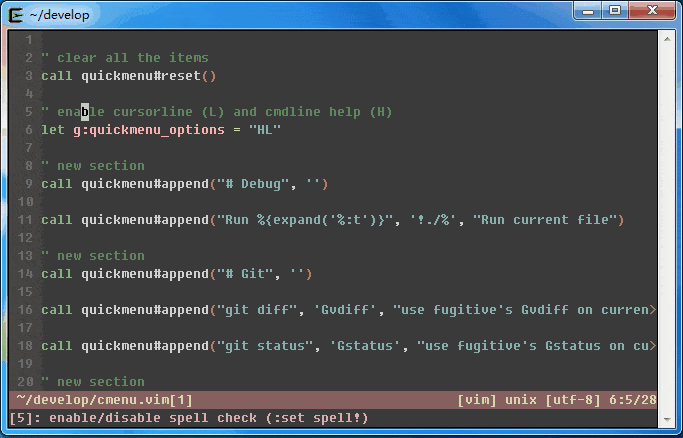 ~/develop
1
2 " clear all the items
3 call quickmenu#reset()
4
5 " enable cursorline (L) and cmdline help (H)
6 let g:quickmenu_options = "HL"
7
8 " new section
9 call quickmenu#append("# Debug", '')
10
11 call quickmenu#append("Run %{expand('%:t')}", '!./%', "Run current file")
12
13 " new section
14 call quickmenu#append("# Git", '')
15
16 call quickmenu#append("git diff", 'Gvdiff', "use fugitive's Gvdiff on curren>
17
18 call quickmenu#append("git status", 'Gstatus', "use fugitive's Gstatus on cu>
19
20 " new section
~/develop/cmenu.vim[1] [vim] unix [utf-8] 6:5/28
[5]: enable/disable spell check (:set spell!)